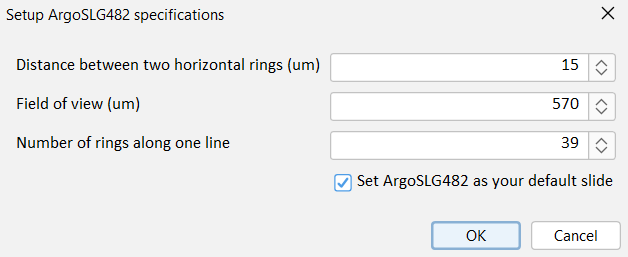 Setup ArgoSLG482 specifications
Distance between two horizontal rings (um) 15
Field of view (um) 570
Number of rings along one line 39
Set ArgoSLG482 as your default slide
OK Cancel